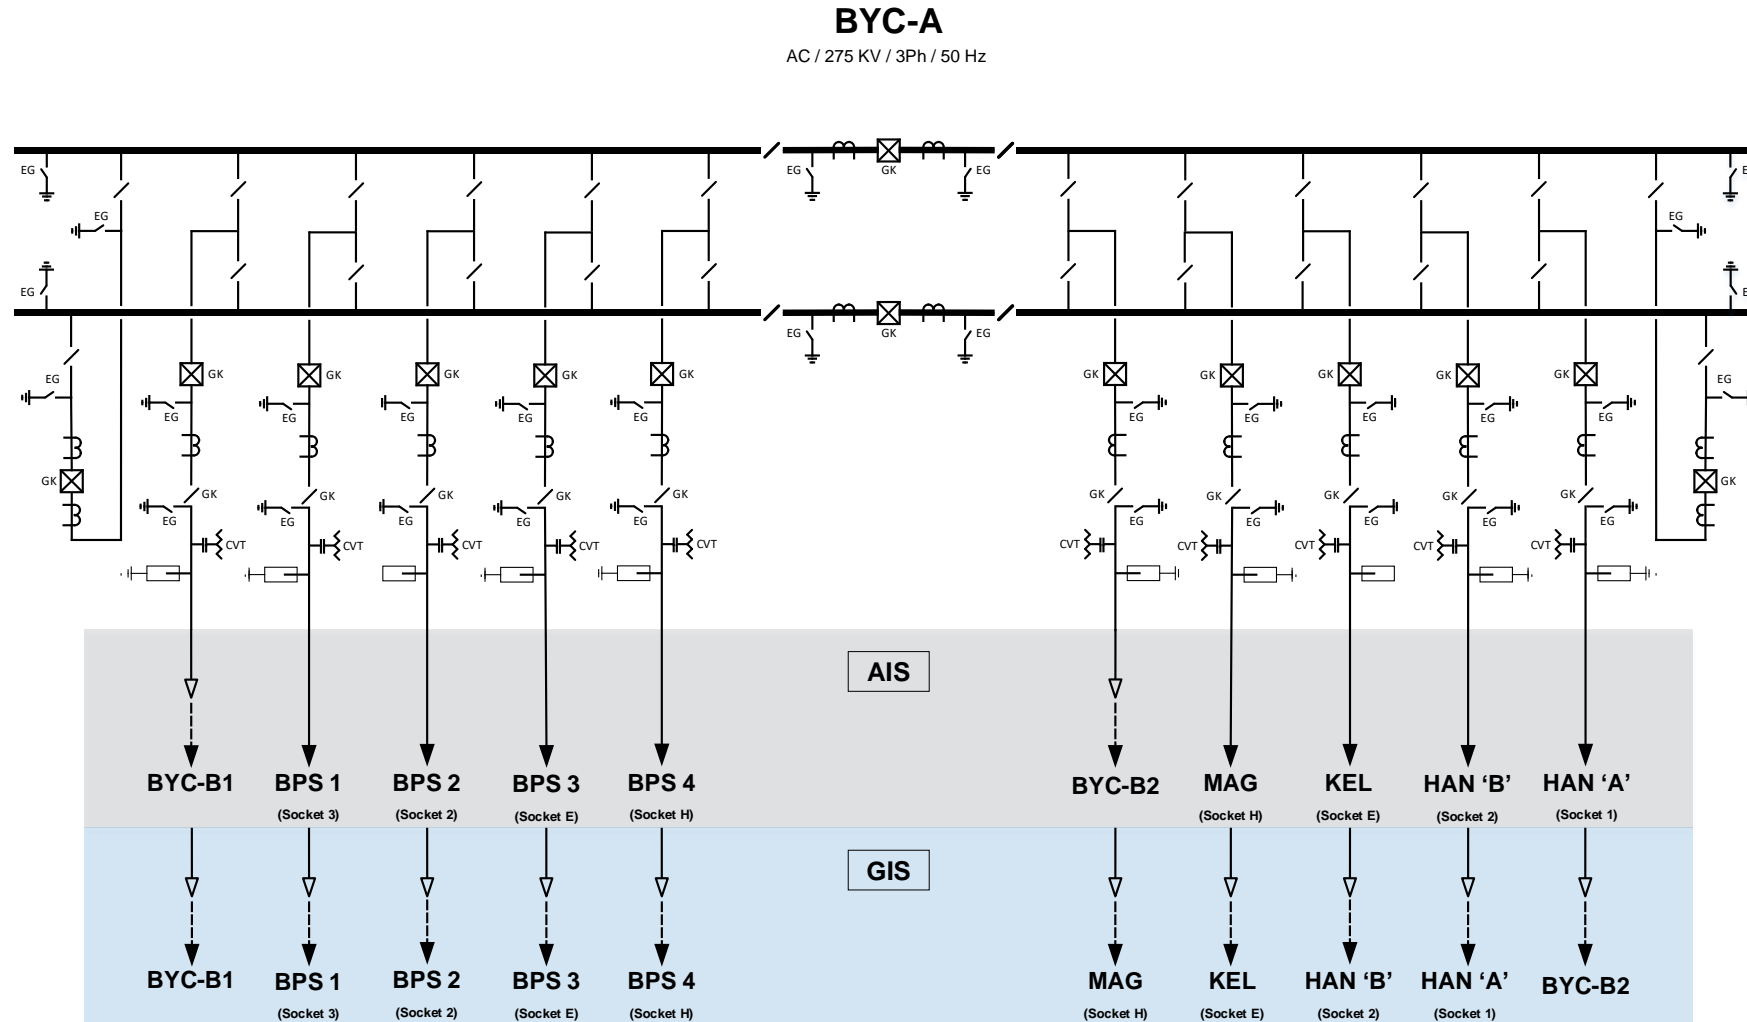 BYC-A
AC / 275 KV / 3Ph / 50 Hz
EG EG GK EG E
EG EG
EG EG GK EG E
EG GK GK GK GK GK GK GK GK GK GK EG
EG EG EG EG EG EG EG EG EG EG
GK GK GK GK GK GK GK GK GK GK GK GK
EG EG EG EG EG EG EG EG EG EG
CVT CVT CVT CVT CVT CVT CVT CVT CVT CVT
AIS
BYC-B1 BPS 1 BPS 2 BPS 3 BPS 4 BYC-B2 MAG KEL HAN ‘B’ HAN ‘A’
(Socket 3) (Socket 2) (Socket E) (Socket H) (Socket H) (Socket E) (Socket 2) (Socket 1)
GIS
BYC-B1 BPS 1 BPS 2 BPS 3 BPS 4 MAG KEL HAN ‘B’ HAN ‘A’ BYC-B2
(Socket 3) (Socket 2) (Socket E) (Socket H) (Socket H) (Socket E) (Socket 2) (Socket 1)